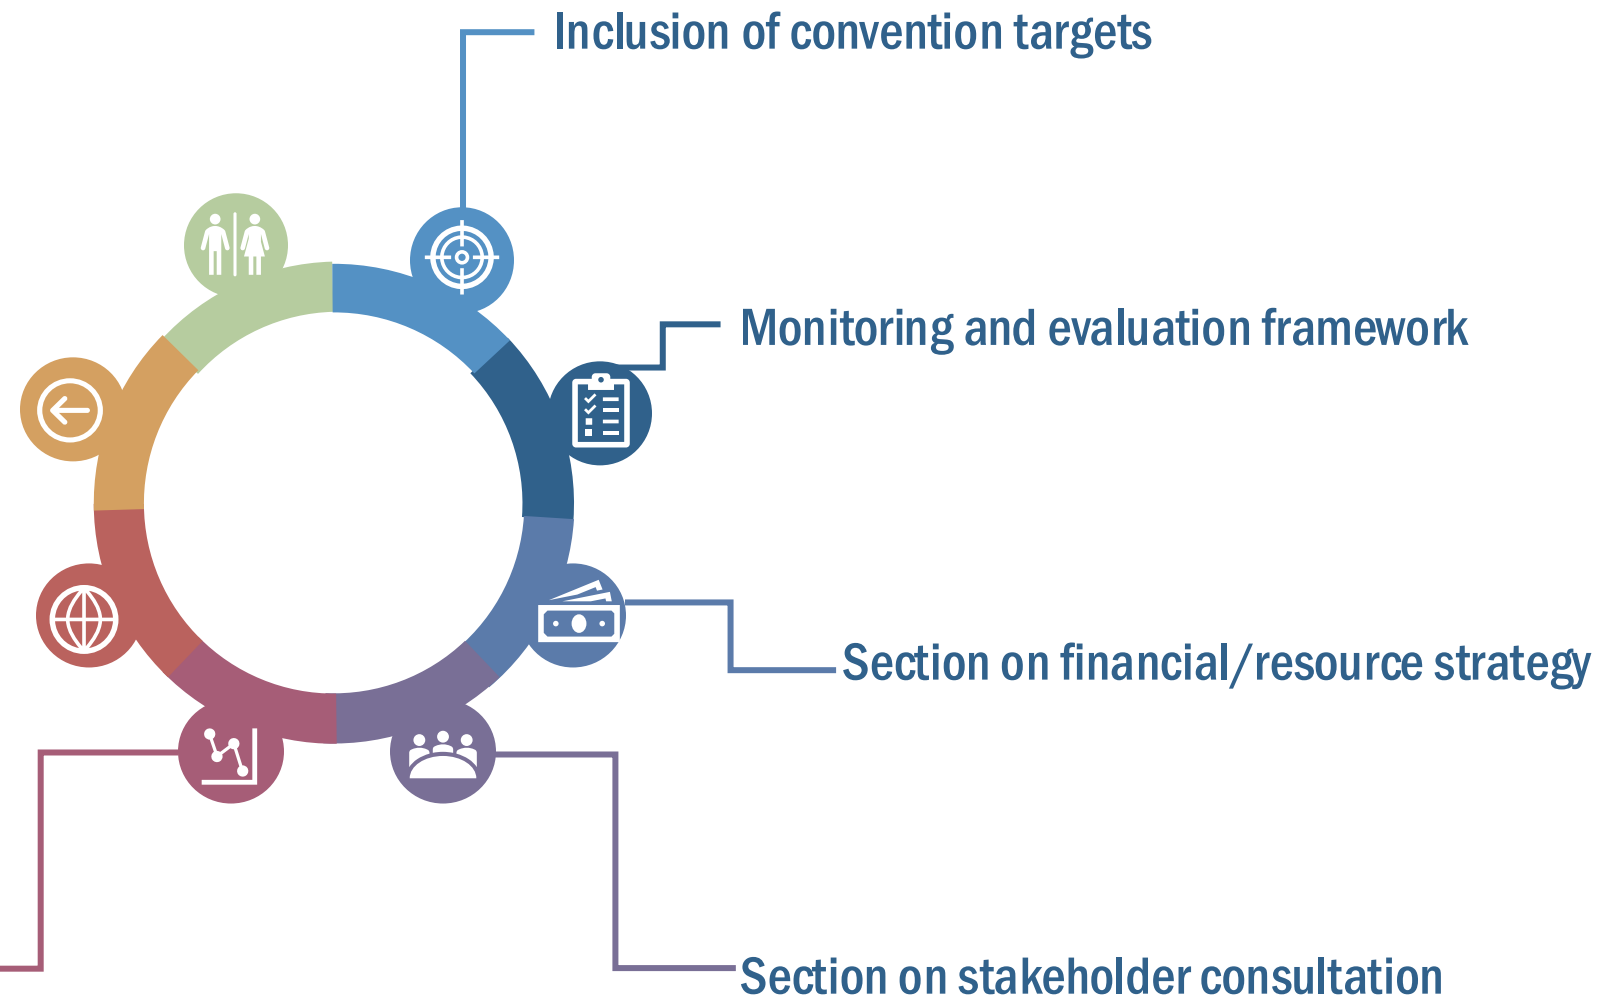 Inclusion of convention targets
Monitoring and evaluation framework
Section on financial/resource strategy
Section on stakeholder consultation